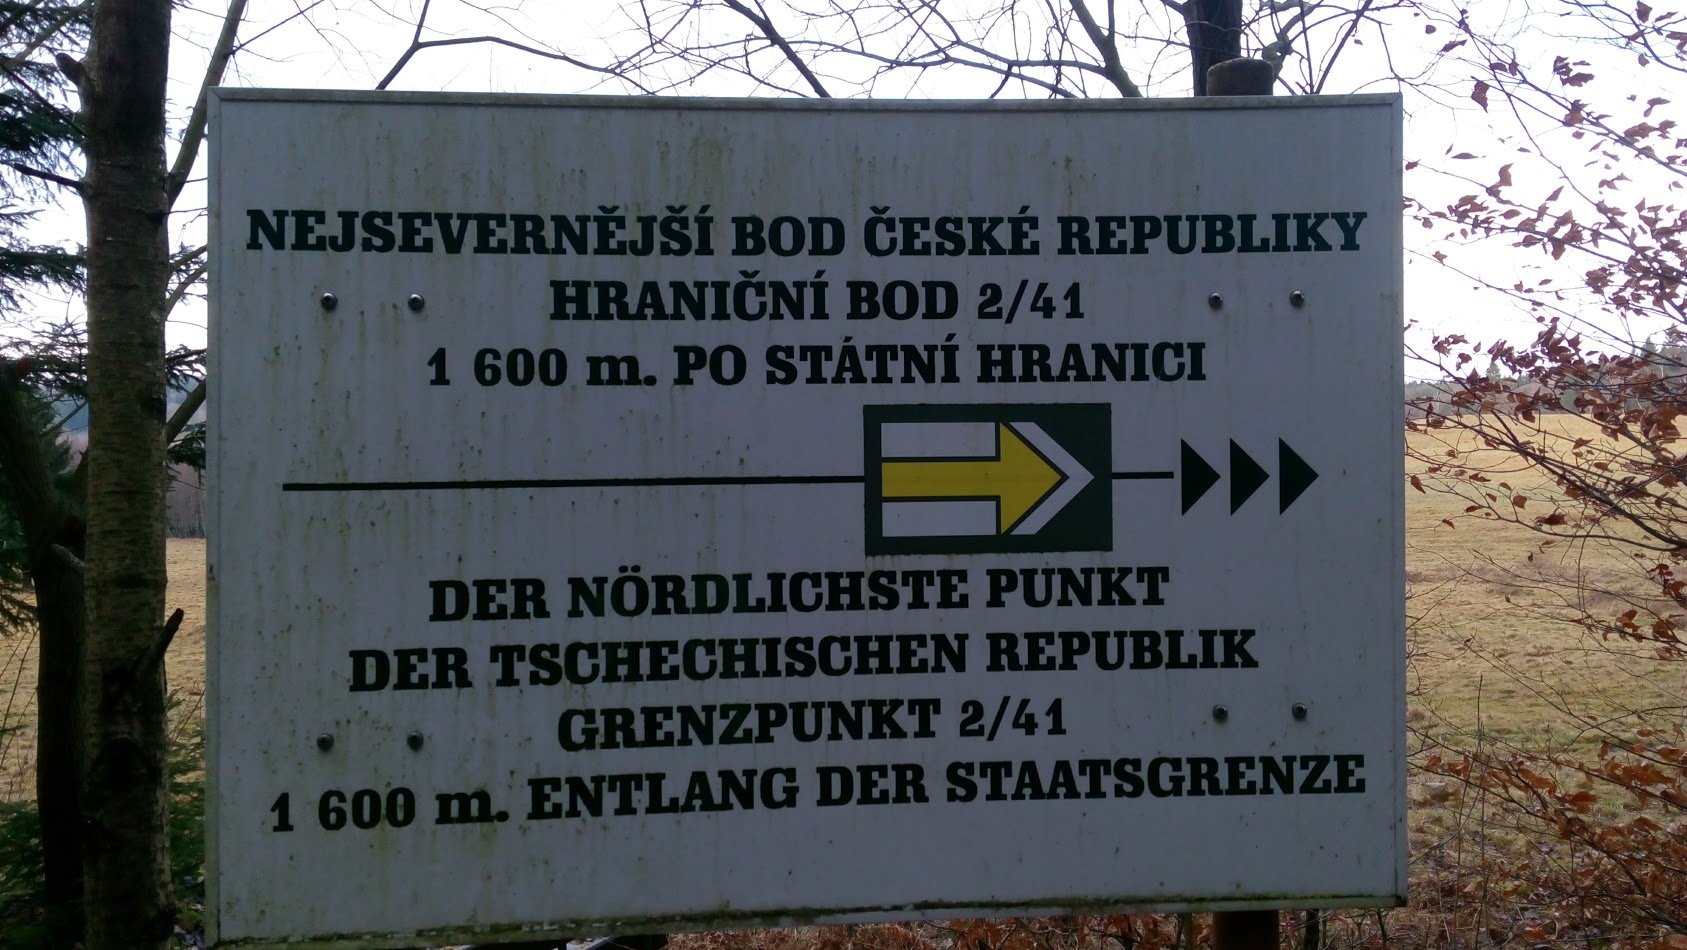 NEJSEVERNĚJŠÍ BOD ČESKÉ REPUBLIKY
HRANIČNÍ BOD 2/41
1 600 m. PO STÁTNÍ HRANICI
DER NÖRDLICHSTE PUNKT
DER TSCHECHISCHEN REPUBLIK
GRENZPUNKT 2/41
1 600 m. ENTLANG DER STAATSGRENZE